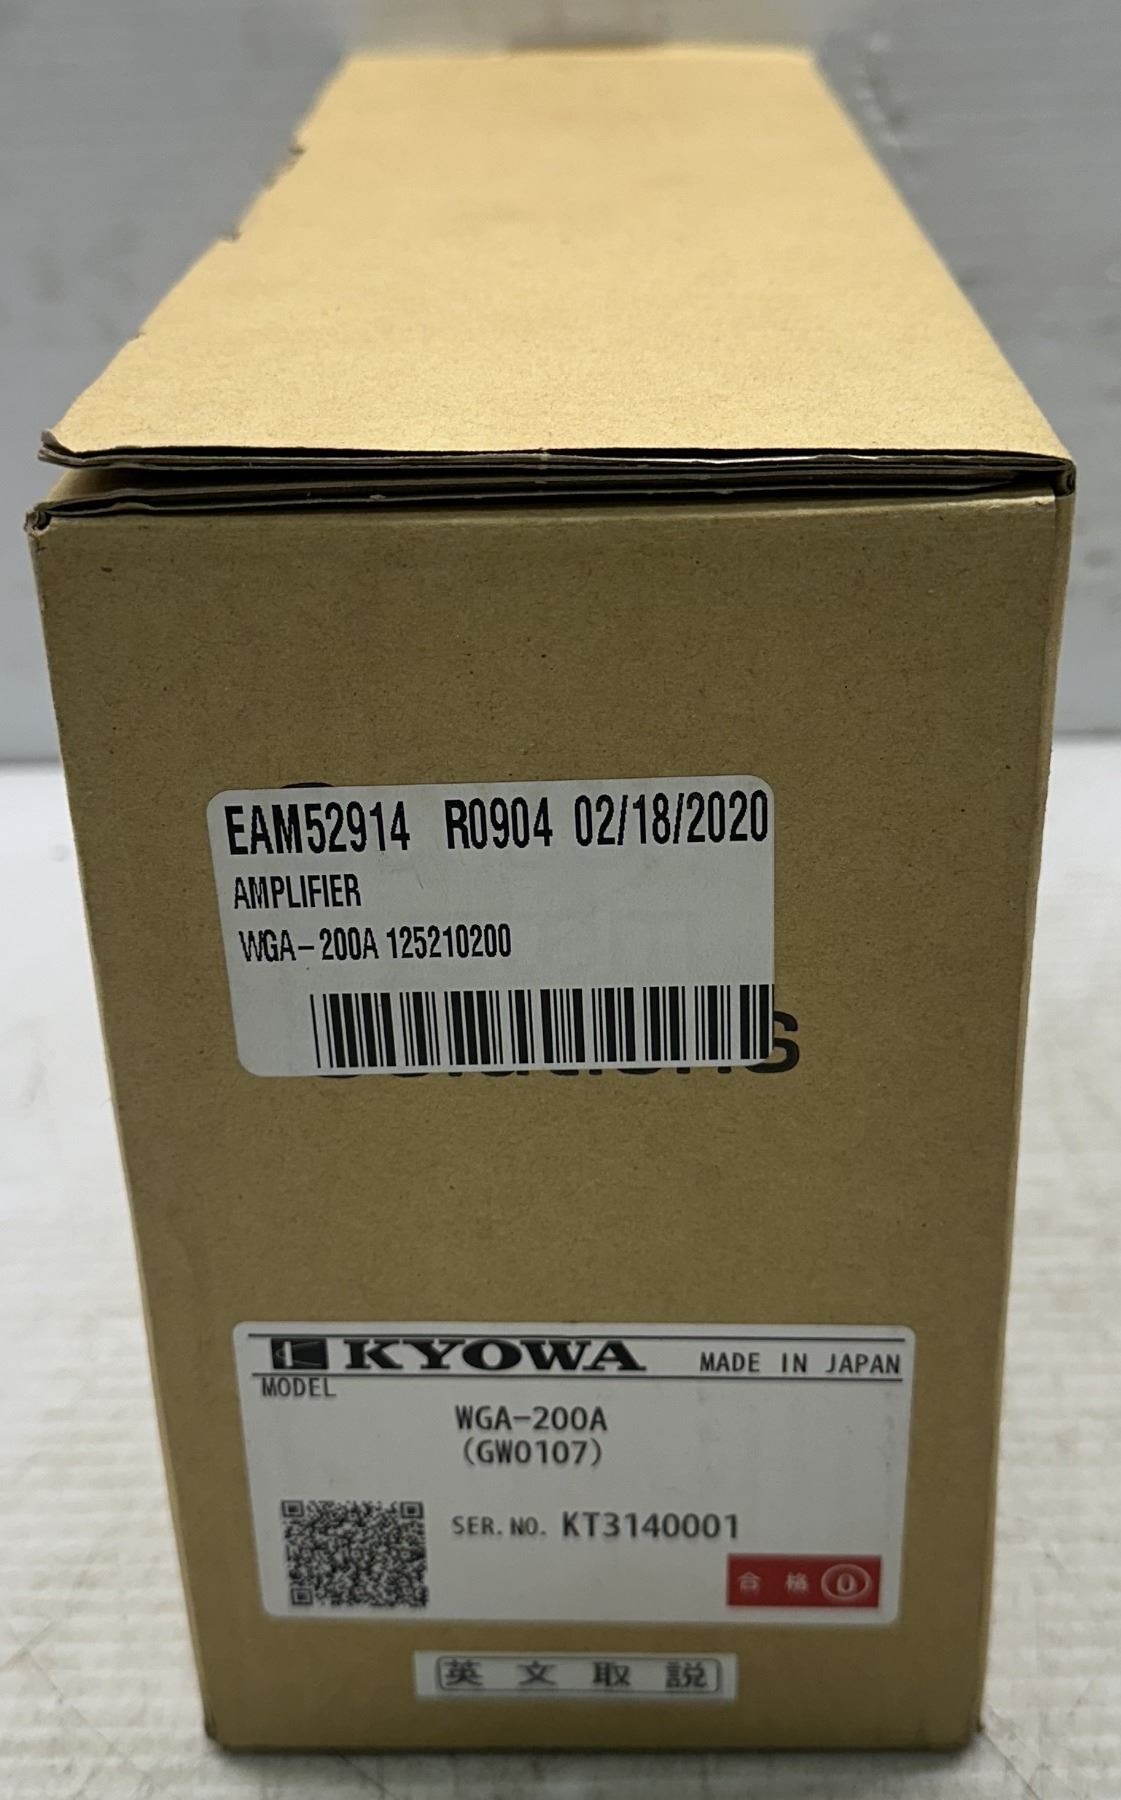 EAM52914 R0904 02/18/2020
AMPLIFIER
WGA-200A 125210200
KYOWA MADE IN JAPAN
MODEL
WGA-200A
(GW0107)
SER. NO. KT3140001
合格 0
英文取説